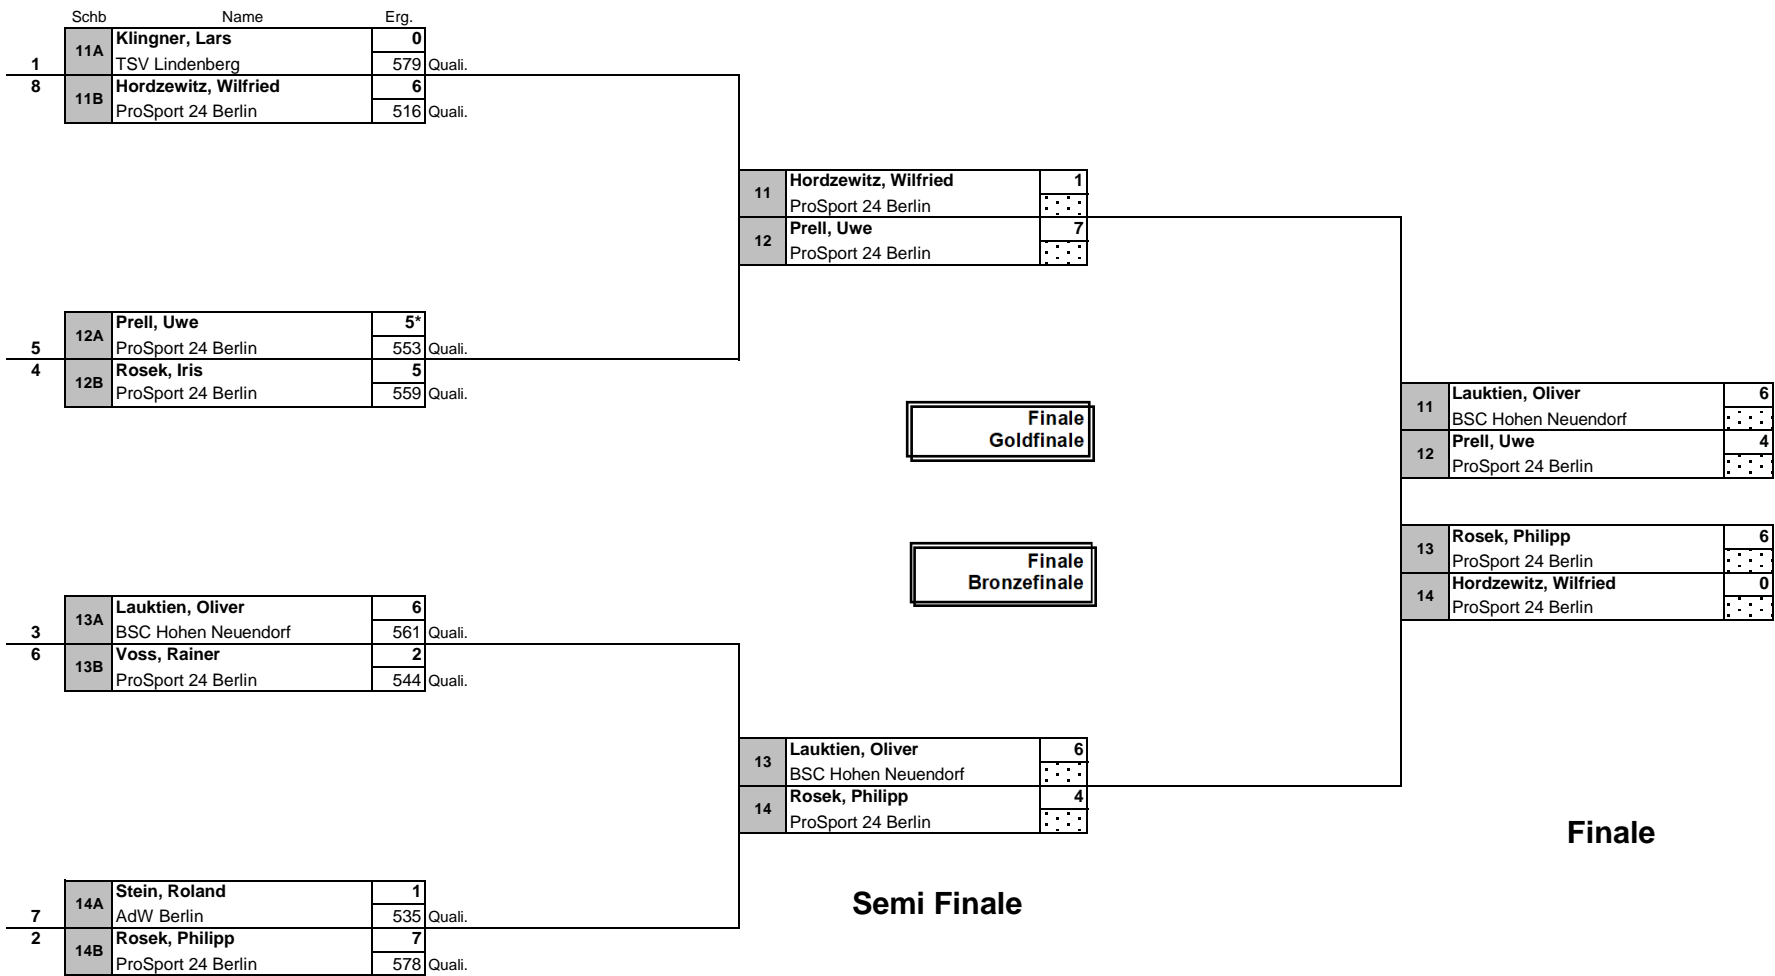 Schb Name Erg.
11A Klingner, Lars 0
1 TSV Lindenberg 579 Quali.
8 11B Hordzewitz, Wilfried 6
ProSport 24 Berlin 516 Quali.
11 Hordzewitz, Wilfried 1
ProSport 24 Berlin
12 Prell, Uwe 7
ProSport 24 Berlin
12A Prell, Uwe 5*
5 ProSport 24 Berlin 553 Quali.
4 12B Rosek, Iris 5
ProSport 24 Berlin 559 Quali.
11 Lauktien, Oliver 6
BSC Hohen Neuendorf
12 Prell, Uwe 4
ProSport 24 Berlin
Finale
Goldfinale
13 Rosek, Philipp 6
ProSport 24 Berlin
14 Hordzewitz, Wilfried 0
ProSport 24 Berlin
Finale
Bronzefinale
13A Lauktien, Oliver 6
3 BSC Hohen Neuendorf 561 Quali.
6 13B Voss, Rainer 2
ProSport 24 Berlin 544 Quali.
13 Lauktien, Oliver 6
BSC Hohen Neuendorf
14 Rosek, Philipp 4
ProSport 24 Berlin
Finale
Semi Finale
14A Stein, Roland 1
7 AdW Berlin 535 Quali.
2 14B Rosek, Philipp 7
ProSport 24 Berlin 578 Quali.